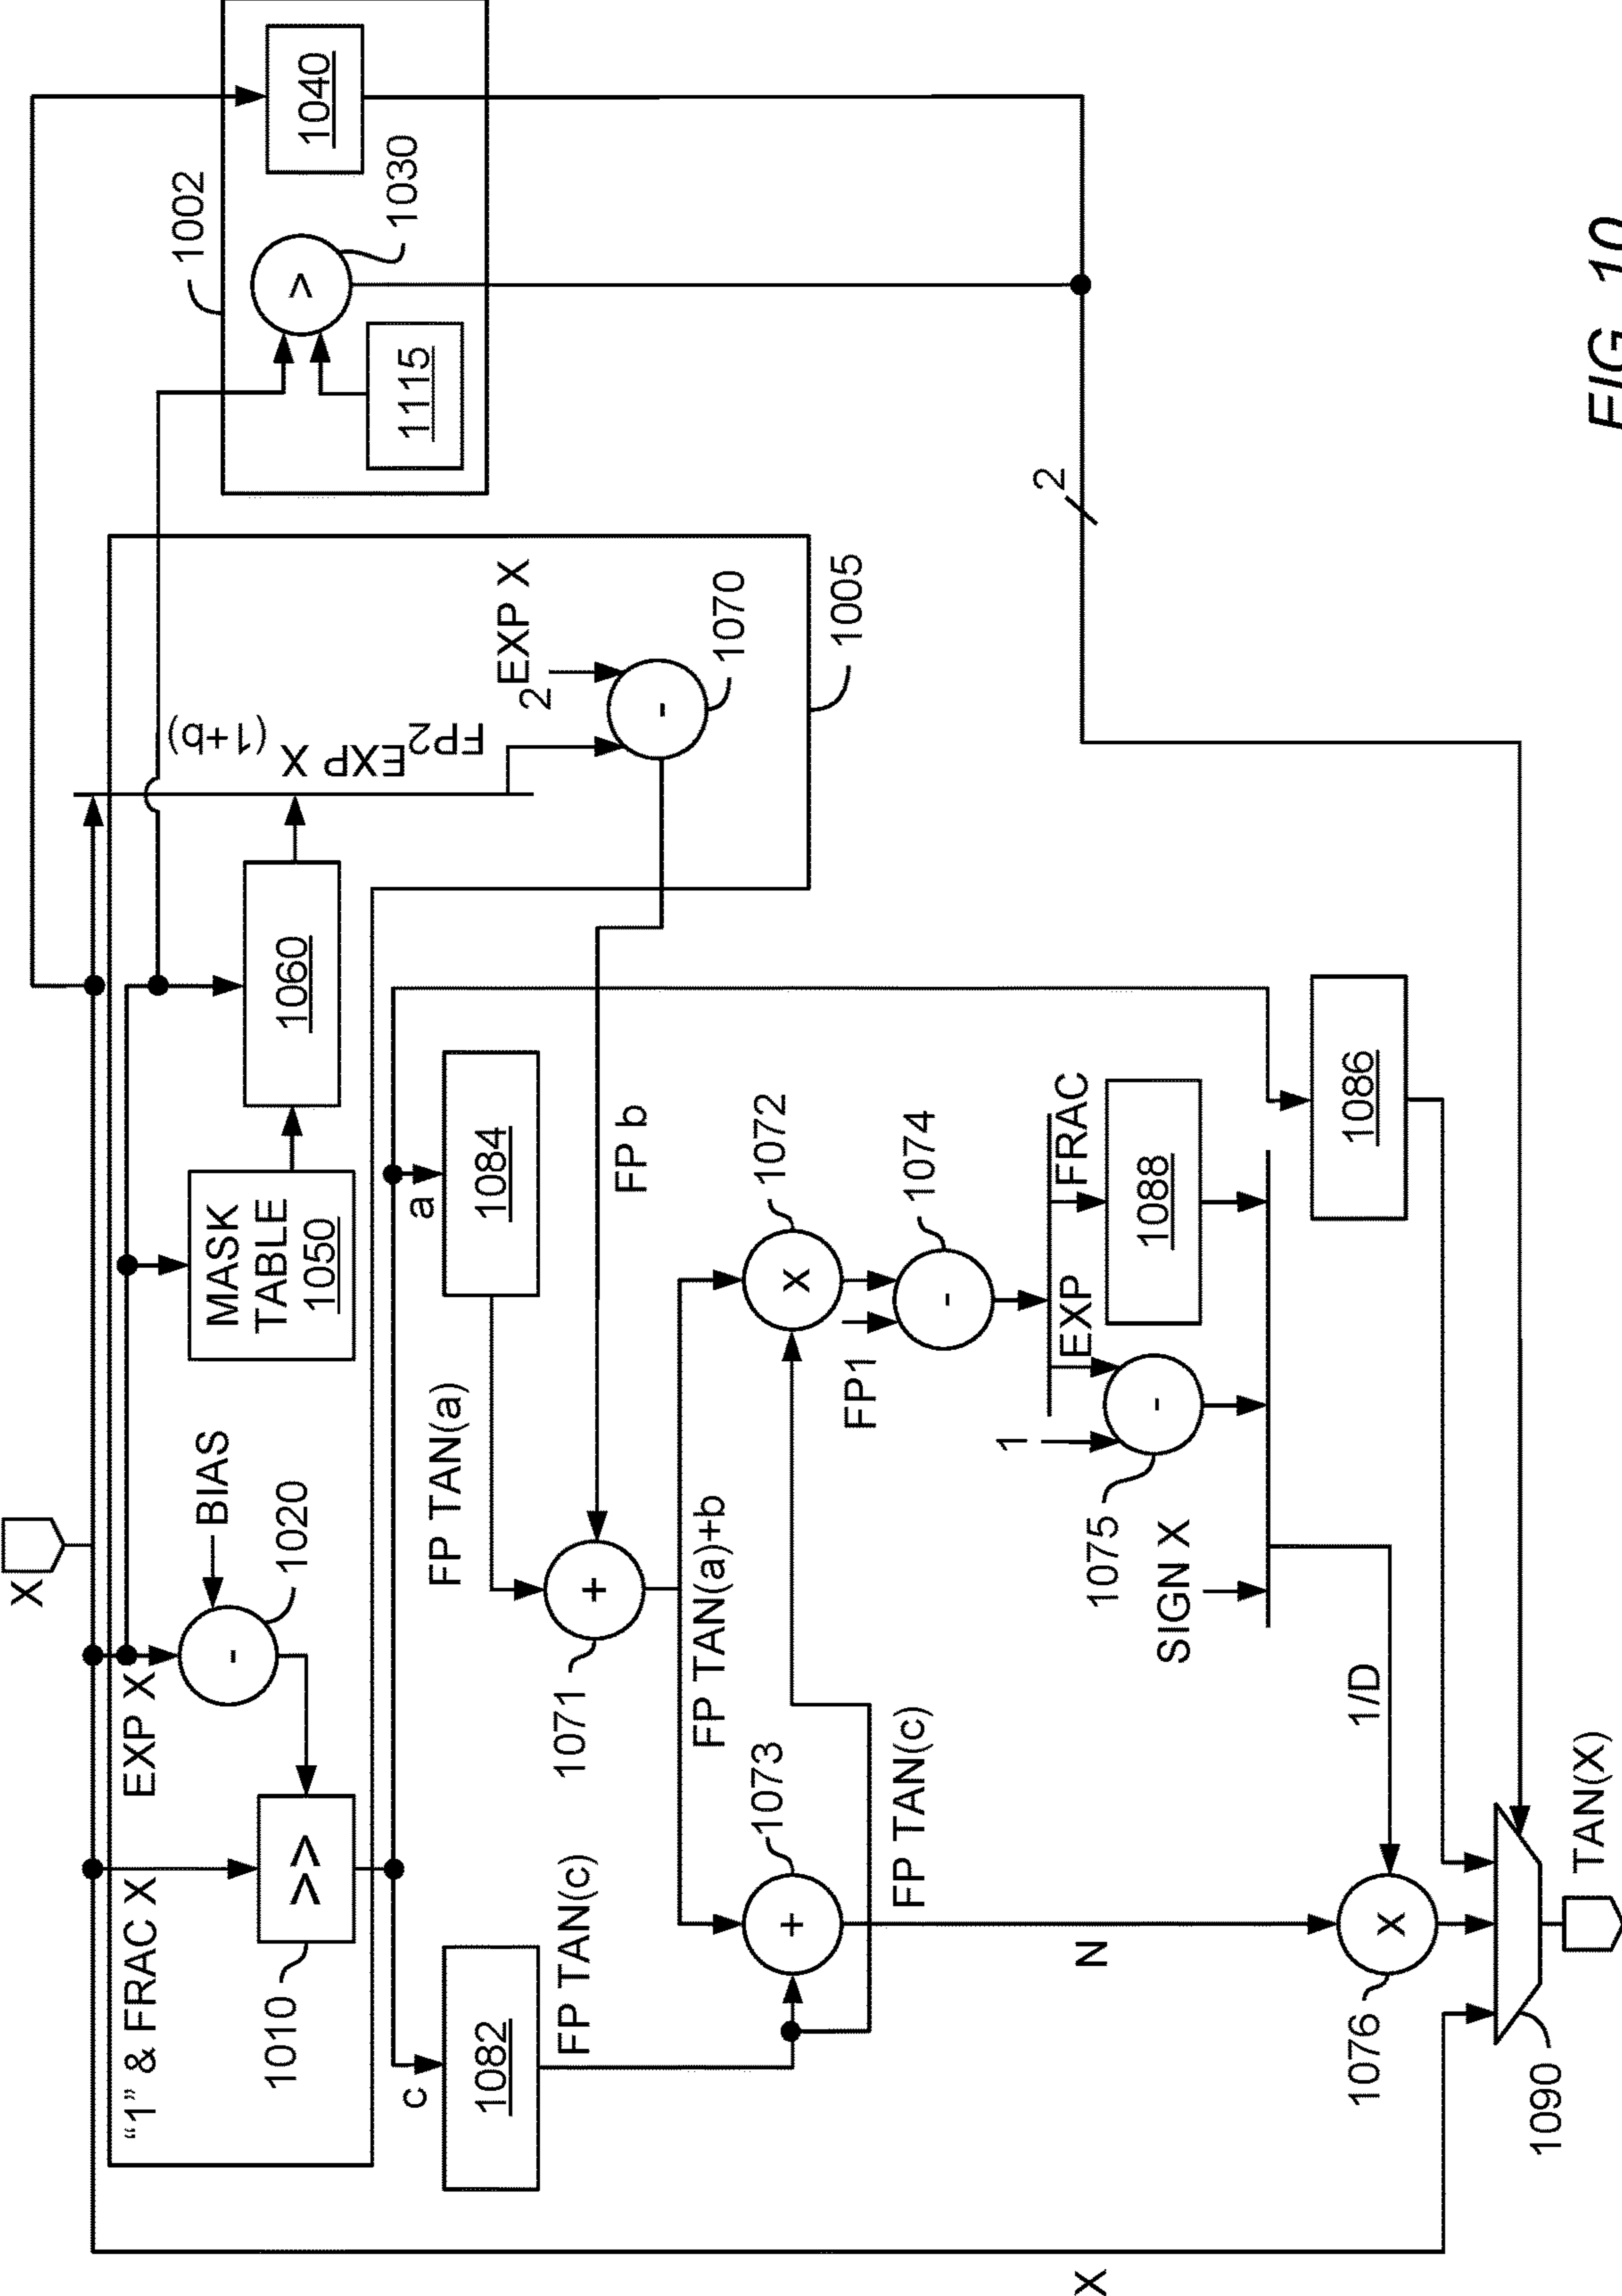 X
"1" & FRAC X
EXP X
BIAS
1010
>>
-
1020
MASK
TABLE
1050
1060
FP2 EXP X (1+b)
2 EXP X
-
1070
1005
1002
>
1030
1040
1115
c
1082
FP TAN(c)
a
1084
FP TAN(a)
FP b
+
1071
FP TAN(a)+b
+
1073
FP TAN(c)
x
1072
FP1
-
1074
EXP
FRAC
1
-
1075
1088
SIGN X
1086
N
1/D
x
1076
X
1090
2
TAN(X)
FIG. 10